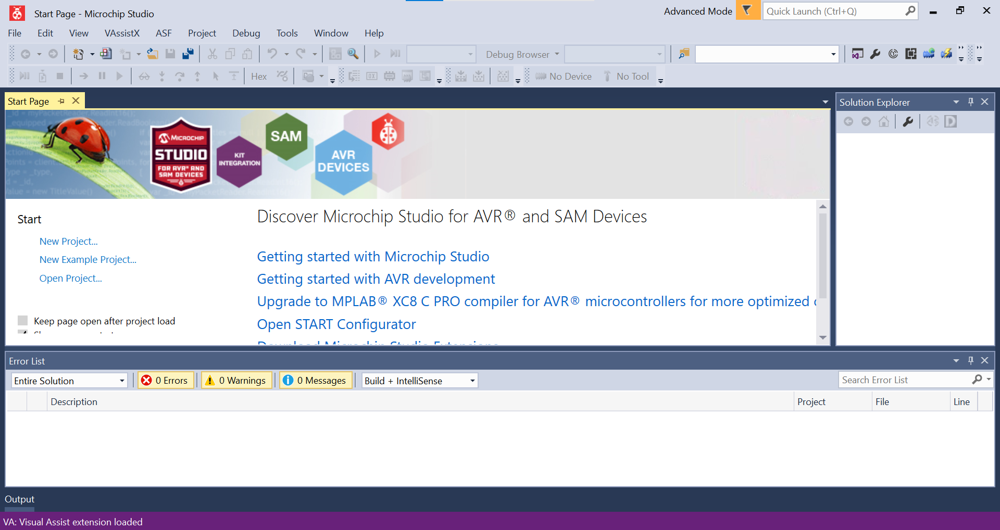 Start Page - Microchip Studio
Advanced Mode
Quick Launch (Ctrl+Q)
File Edit View VAssistX ASF Project Debug Tools Window Help
Debug Browser
Hex
No Device
No Tool
Start Page
MICROCHIP
STUDIO
FOR AVR® AND
SAM DEVICES
KIT
INTEGRATION
SAM
AVR
DEVICES
Solution Explorer
Start
New Project...
New Example Project...
Open Project...
Keep page open after project load
Discover Microchip Studio for AVR® and SAM Devices
Getting started with Microchip Studio
Getting started with AVR development
Upgrade to MPLAB® XC8 C PRO compiler for AVR® microcontrollers for more optimized
Open START Configurator
Download Microchip Studio Extensions
Error List
Entire Solution
0 Errors
0 Warnings
0 Messages
Build + IntelliSense
Search Error List
Description Project File Line
Output
VA: Visual Assist extension loaded